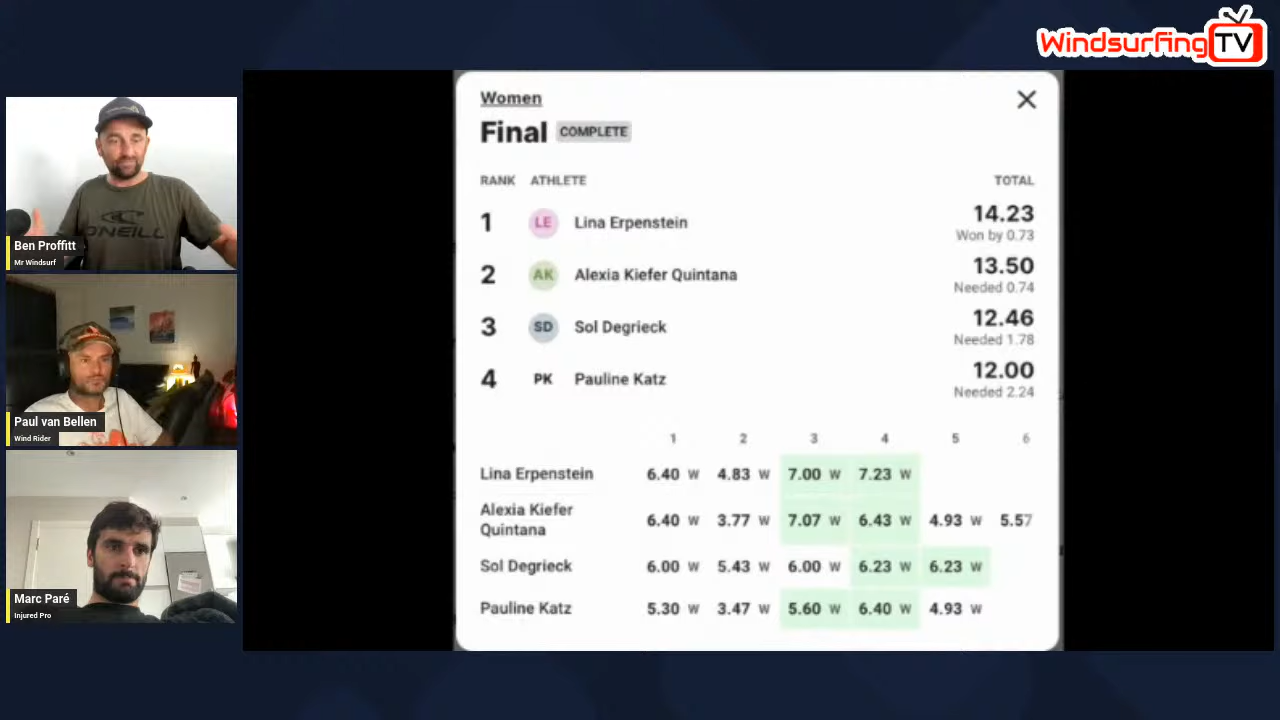 Windsurfing TV
Women
Final COMPLETE
RANK ATHLETE TOTAL
1 LE Lina Erpenstein 14.23
Won by 0.73
2 AK Alexia Kiefer Quintana 13.50
Needed 0.74
3 SD Sol Degrieck 12.46
Needed 1.78
4 PK Pauline Katz 12.00
Needed 2.24
1 2 3 4 5 6
Lina Erpenstein 6.40 W 4.83 W 7.00 W 7.23 W
Alexia Kiefer
Quintana 6.40 W 3.77 W 7.07 W 6.43 W 4.93 W 5.57
Sol Degrieck 6.00 W 5.43 W 6.00 W 6.23 W 6.23 W
Pauline Katz 5.30 W 3.47 W 5.60 W 6.40 W 4.93 W
O'NEILL
Ben Proffitt
Mr Windsurf
Paul van Bellen
Wind Rider
Marc Paré
Injured Pro